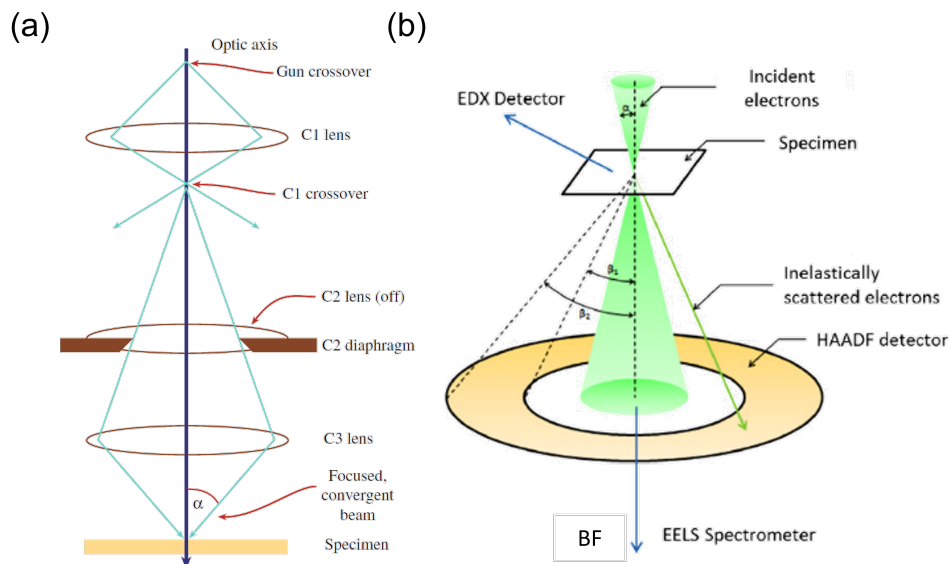 (a)
Optic axis
Gun crossover
C1 lens
C1 crossover
C2 lens (off)
C2 diaphragm
C3 lens
Focused,
convergent
beam
α
Specimen
(b)
Incident
electrons
EDX Detector
α
Specimen
β₁
β₂
Inelastically
scattered electrons
HAADF detector
BF
EELS Spectrometer